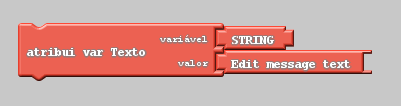 variável STRING
atribui var Texto
valor Edit message text